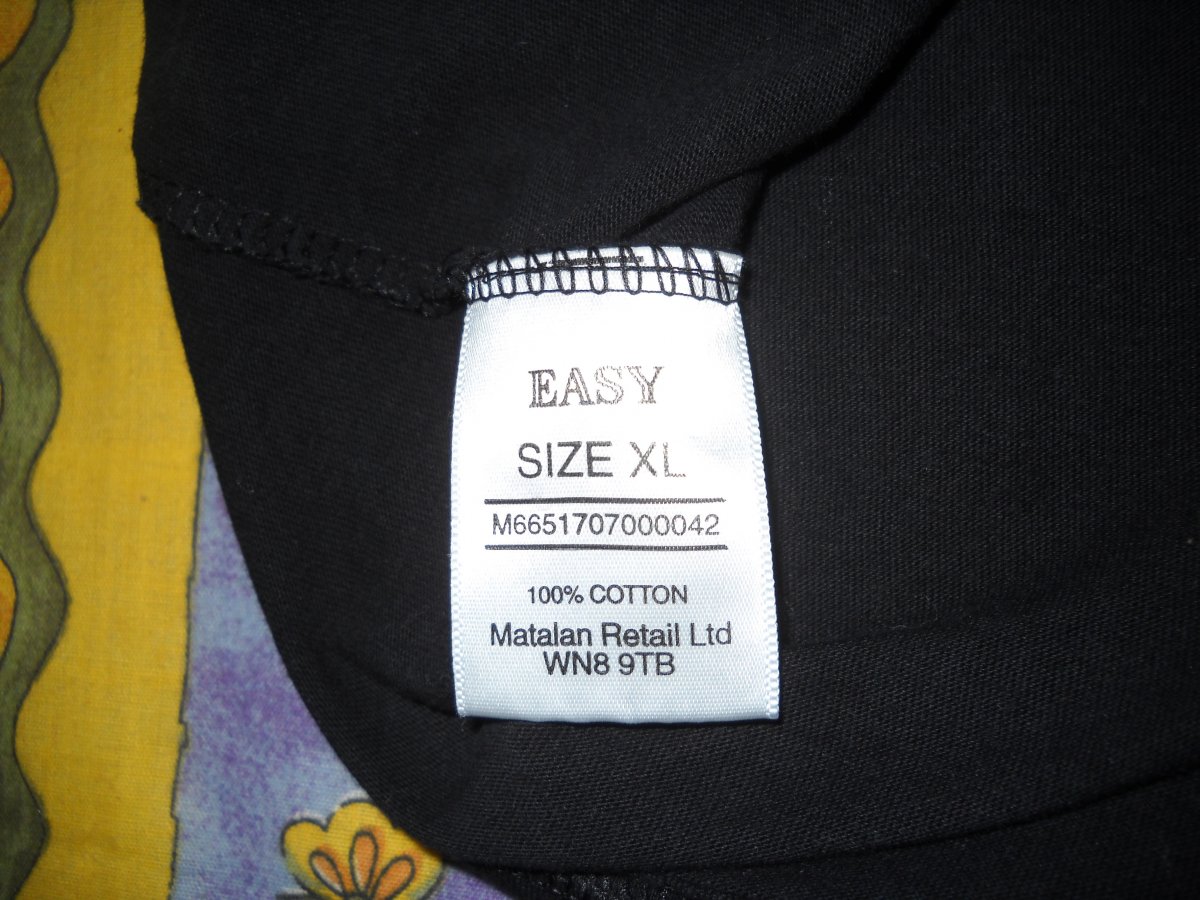 EASY
SIZE XL
M6651707000042
100% COTTON
Matalan Retail Ltd
WN8 9TB